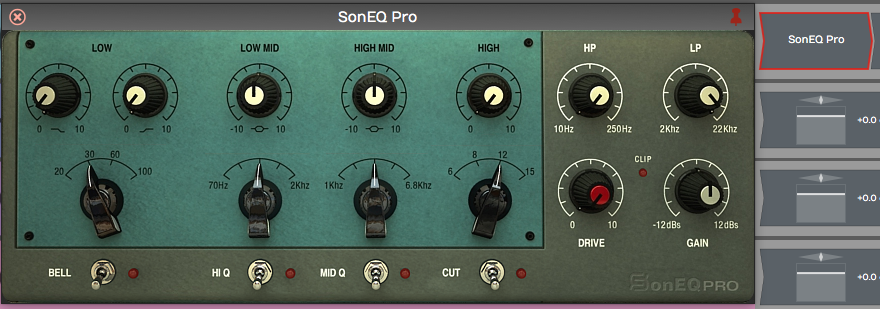 SonEQ Pro
SonEQ Pro
LOW
LOW MID
HIGH MID
HIGH
HP
LP
0 10
0 10
-10 10
-10 10
0 10
10Hz 250Hz
2Khz 22Khz
+0.0
20 30 60 100
70Hz 2Khz
1Khz 6.8Khz
6 8 12 15
CLIP
0 10
-12dBs 12dBs
+0.0
DRIVE
GAIN
BELL
HI Q
MID Q
CUT
SonEQ PRO
+0.0